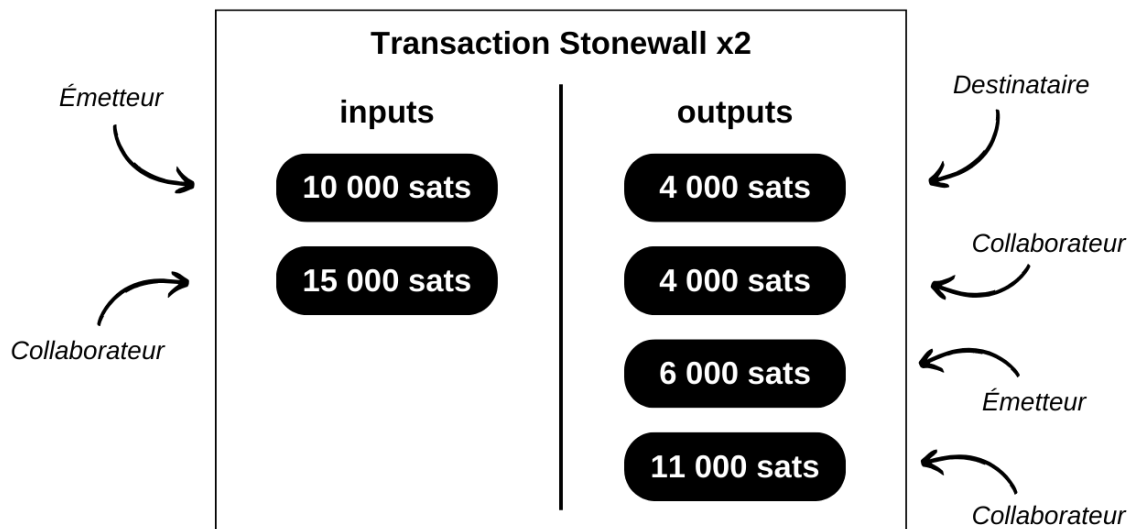 Transaction Stonewall x2
Émetteur
Collaborateur
inputs
10 000 sats
15 000 sats
outputs
4 000 sats
4 000 sats
6 000 sats
11 000 sats
Destinataire
Collaborateur
Émetteur
Collaborateur